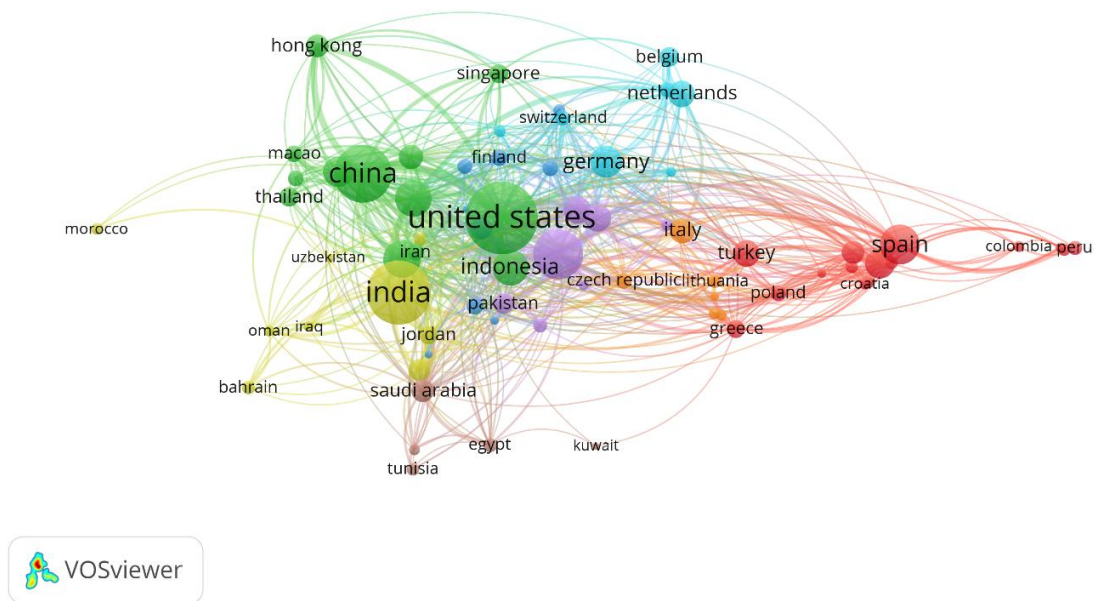 hong kong
belgium
singapore
netherlands
switzerland
macao
finland
germany
china
thailand
united states
morocco
italy
spain
colombia
peru
iran
turkey
uzbekistan
indonesia
czech republic
lithuania
croatia
india
pakistan
poland
oman
iraq
jordan
greece
bahrain
saudi arabia
egypt
kuwait
tunisia
VOSviewer